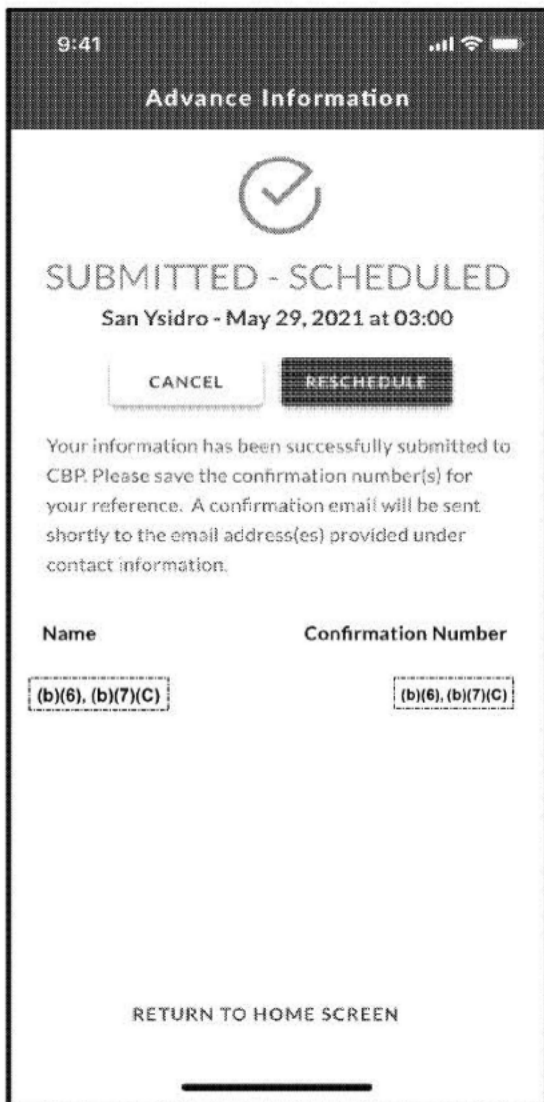 9:41
Advance Information
SUBMITTED - SCHEDULED
San Ysidro - May 29, 2021 at 03:00
CANCEL RESCHEDULE
Your information has been successfully submitted to
CBP. Please save the confirmation number(s) for
your reference. A confirmation email will be sent
shortly to the email address(es) provided under
contact information.
Name Confirmation Number
(b)(6), (b)(7)(C) (b)(6), (b)(7)(C)
RETURN TO HOME SCREEN